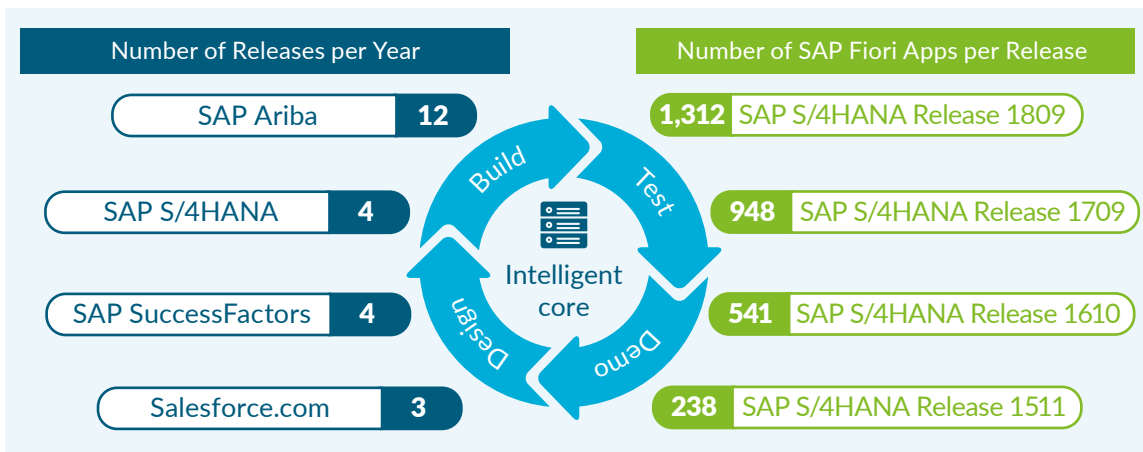 Number of Releases per Year
SAP Ariba 12
SAP S/4HANA 4
SAP SuccessFactors 4
Salesforce.com 3
Build
Test
Demo
Design
Intelligent
core
Number of SAP Fiori Apps per Release
1,312 SAP S/4HANA Release 1809
948 SAP S/4HANA Release 1709
541 SAP S/4HANA Release 1610
238 SAP S/4HANA Release 1511